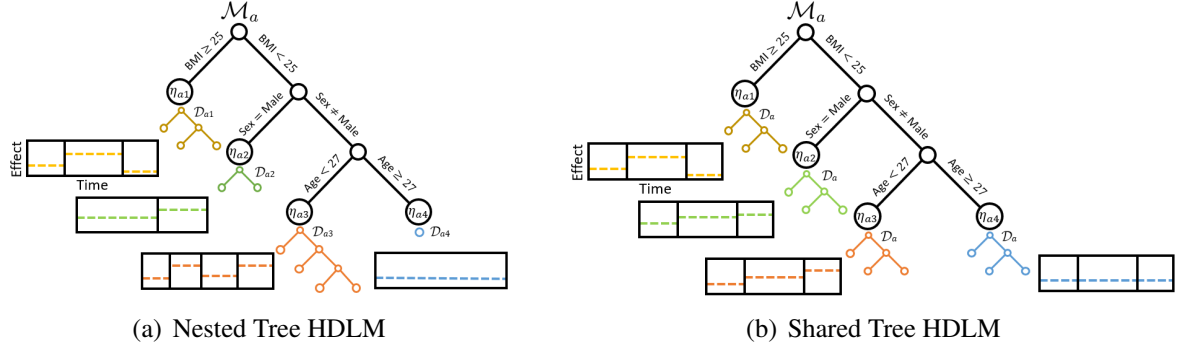 ℳₐ
BMI ≥ 25
BMI < 25
ηₐ₁
𝒟ₐ₁
Sex = Male
Sex ≠ Male
ηₐ₂
𝒟ₐ₂
Effect
Time
Age < 27
Age ≥ 27
ηₐ₃
𝒟ₐ₃
ηₐ₄
𝒟ₐ₄
(a) Nested Tree HDLM
ℳₐ
BMI ≥ 25
BMI < 25
ηₐ₁
𝒟ₐ
Sex = Male
Sex ≠ Male
ηₐ₂
𝒟ₐ
Effect
Time
Age < 27
Age ≥ 27
ηₐ₃
𝒟ₐ
ηₐ₄
𝒟ₐ
(b) Shared Tree HDLM